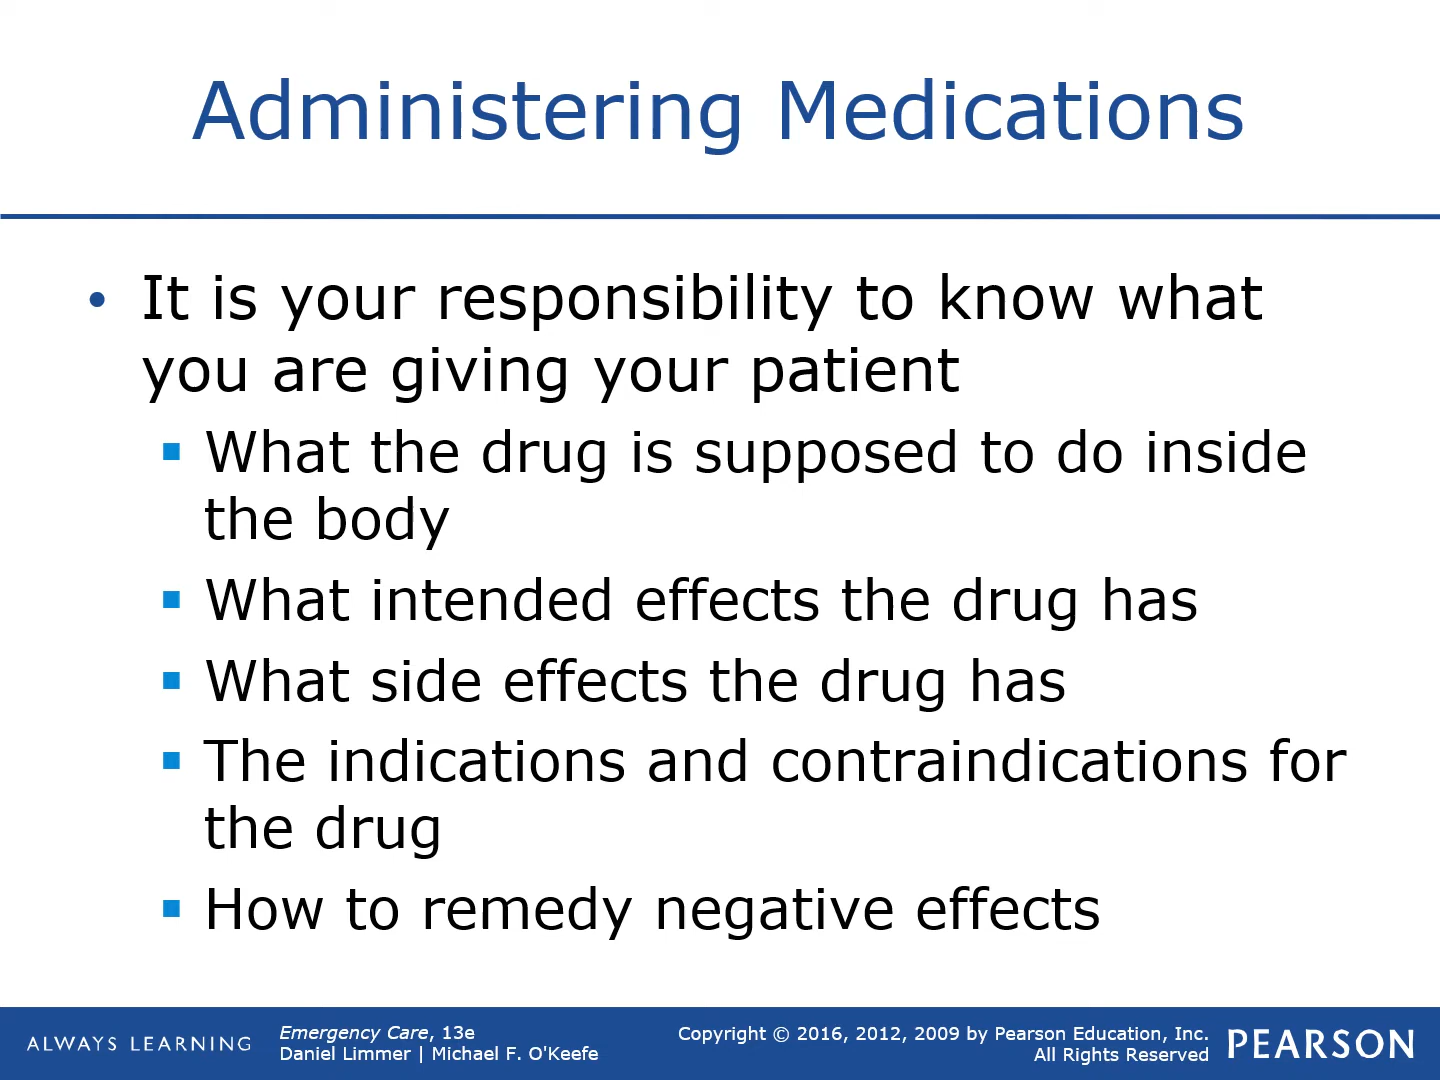 Administering Medications
• It is your responsibility to know what
you are giving your patient
▪ What the drug is supposed to do inside
the body
▪ What intended effects the drug has
▪ What side effects the drug has
▪ The indications and contraindications for
the drug
▪ How to remedy negative effects
ALWAYS LEARNING
Emergency Care, 13e
Daniel Limmer | Michael F. O'Keefe
Copyright © 2016, 2012, 2009 by Pearson Education, Inc.
All Rights Reserved
PEARSON